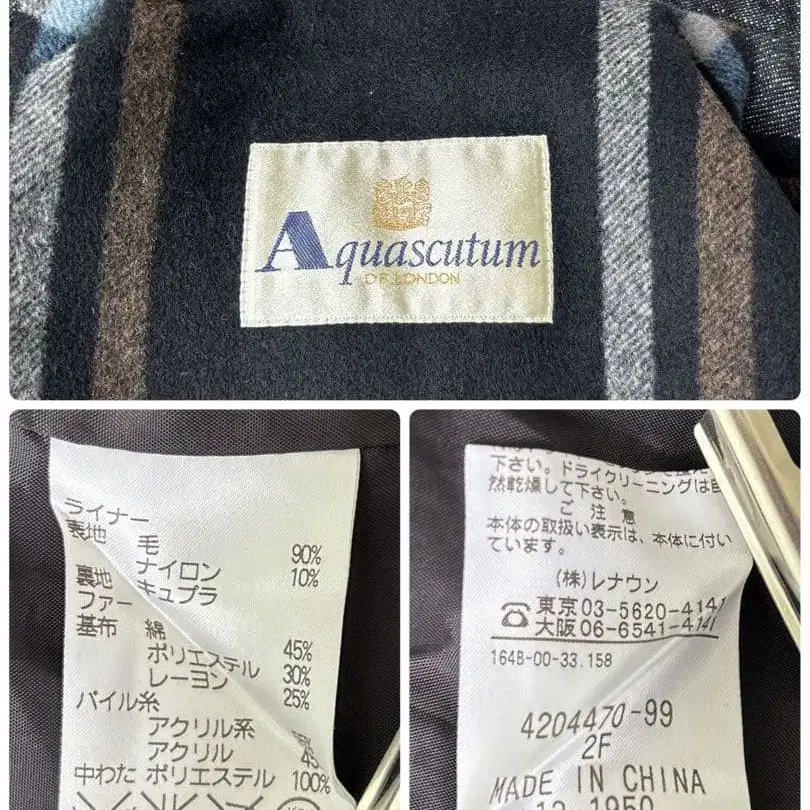 Aquascutum
OF LONDON
ライナー
表地 毛 90%
ナイロン 10%
裏地 キュプラ
ファー
基布 綿 45%
ポリエステル 30%
レーヨン 25%
パイル糸
アクリル系
アクリル 45
中わた ポリエステル 100%
下さい。ドライクリーニングは
然乾燥して下さい。
ご注意
本体の取扱い表示は、本体に付い
ています。
(株)レナウン
☎東京03-5620-4141
大阪06-6541-4141
164B-00-33.158
4204470-99
2F
MADE IN CHINA